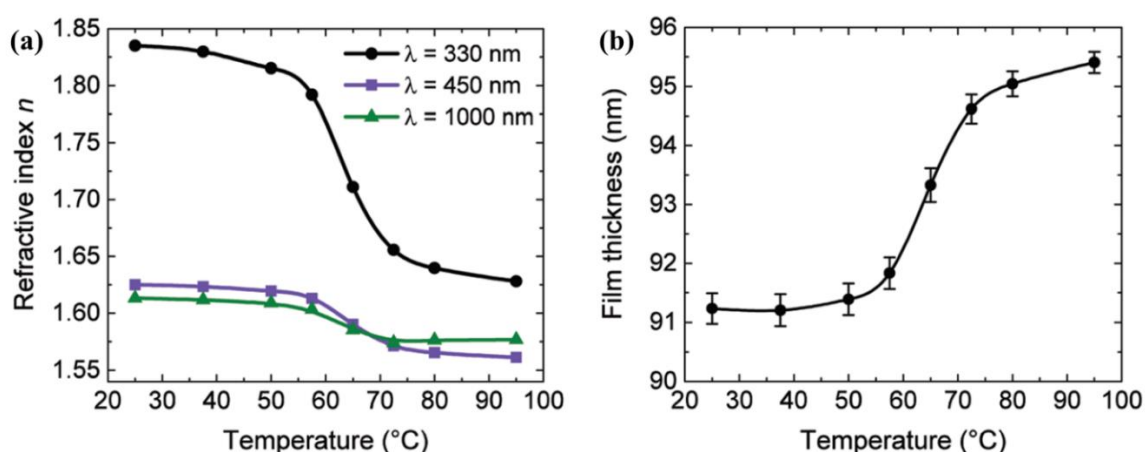 (a)
1.85
1.80
1.75
1.70
1.65
1.60
1.55
Refractive index n
λ = 330 nm
λ = 450 nm
λ = 1000 nm
20 30 40 50 60 70 80 90 100
Temperature (°C)
(b)
96
95
94
93
92
91
90
Film thickness (nm)
20 30 40 50 60 70 80 90 100
Temperature (°C)